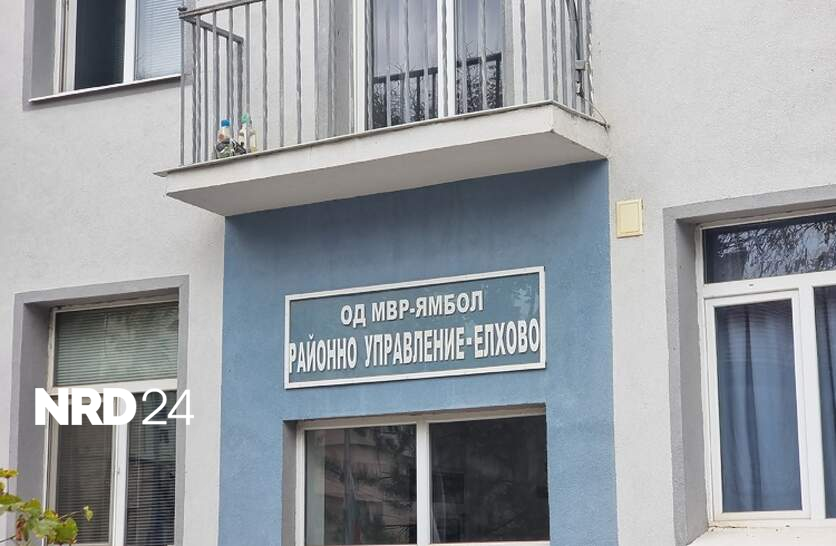 ОД МВР-ЯМБОЛ
РАЙОННО УПРАВЛЕНИЕ-ЕЛХОВО
NRD24